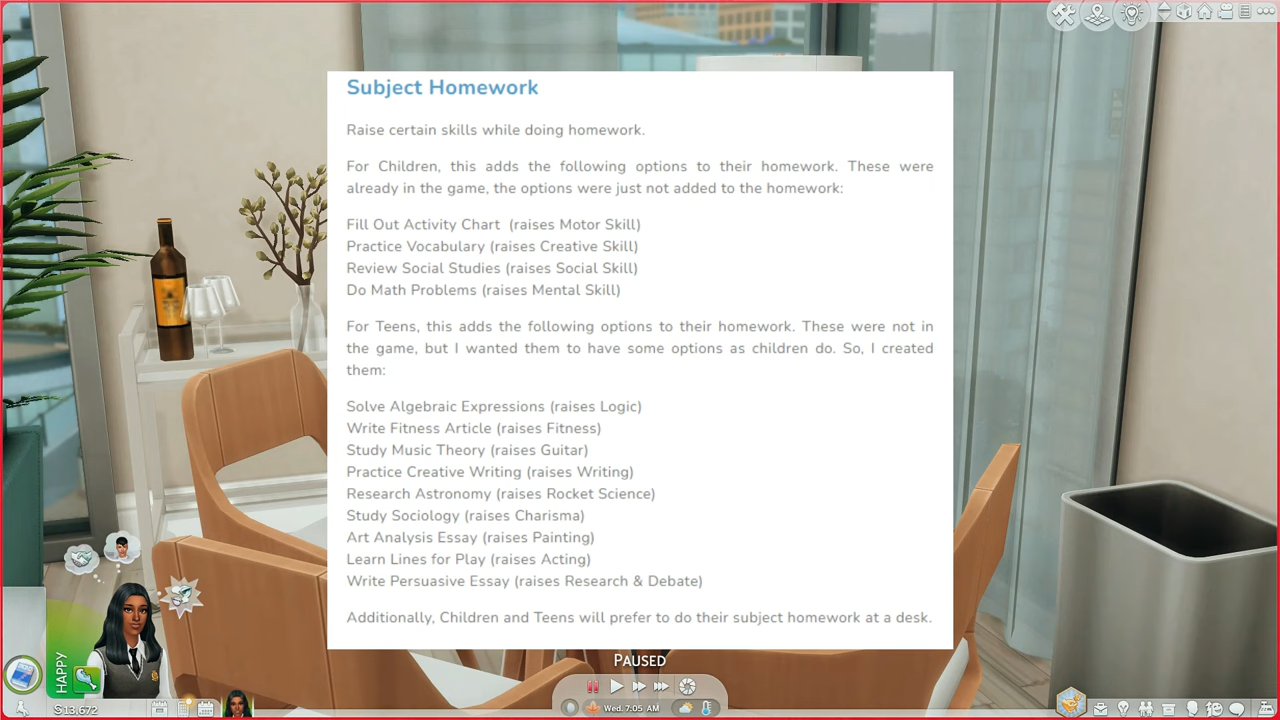 Subject Homework
Raise certain skills while doing homework.
For Children, this adds the following options to their homework. These were
already in the game, the options were just not added to the homework:
Fill Out Activity Chart (raises Motor Skill)
Practice Vocabulary (raises Creative Skill)
Review Social Studies (raises Social Skill)
Do Math Problems (raises Mental Skill)
For Teens, this adds the following options to their homework. These were not in
the game, but I wanted them to have some options as children do. So, I created
them:
Solve Algebraic Expressions (raises Logic)
Write Fitness Article (raises Fitness)
Study Music Theory (raises Guitar)
Practice Creative Writing (raises Writing)
Research Astronomy (raises Rocket Science)
Study Sociology (raises Charisma)
Art Analysis Essay (raises Painting)
Learn Lines for Play (raises Acting)
Write Persuasive Essay (raises Research & Debate)
Additionally, Children and Teens will prefer to do their subject homework at a desk.
PAUSED
HAPPY
§13,672
Wed. 7:05 AM